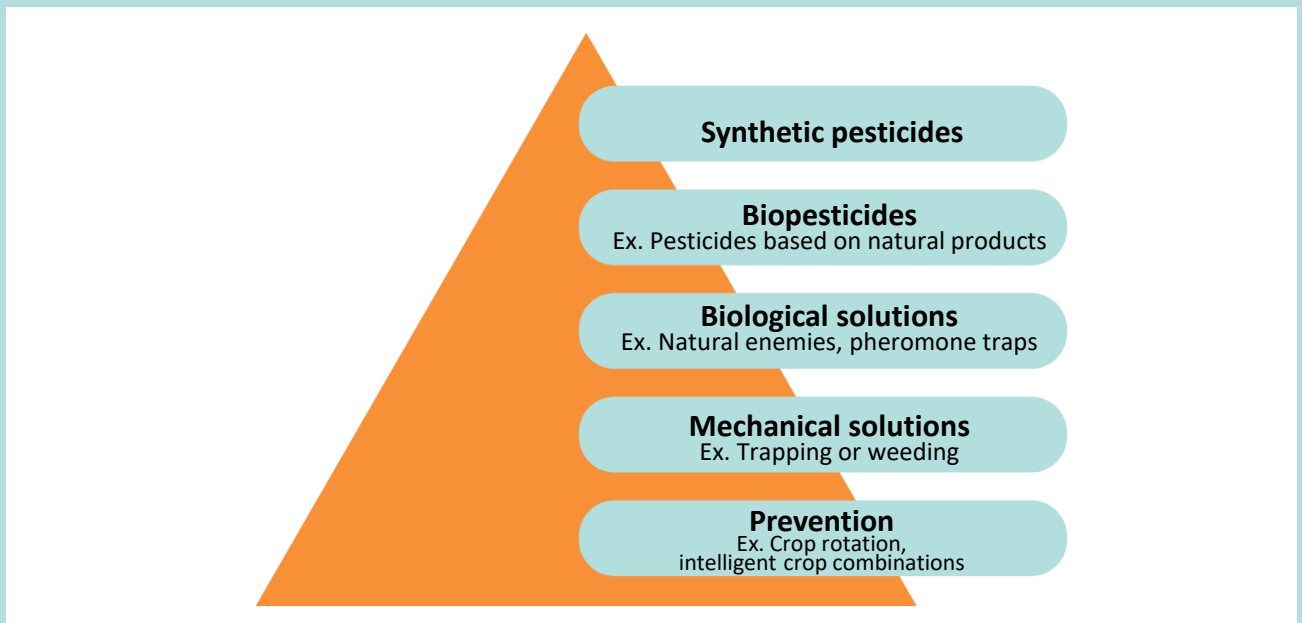 Synthetic pesticides
Biopesticides
Ex. Pesticides based on natural products
Biological solutions
Ex. Natural enemies, pheromone traps
Mechanical solutions
Ex. Trapping or weeding
Prevention
Ex. Crop rotation,
intelligent crop combinations